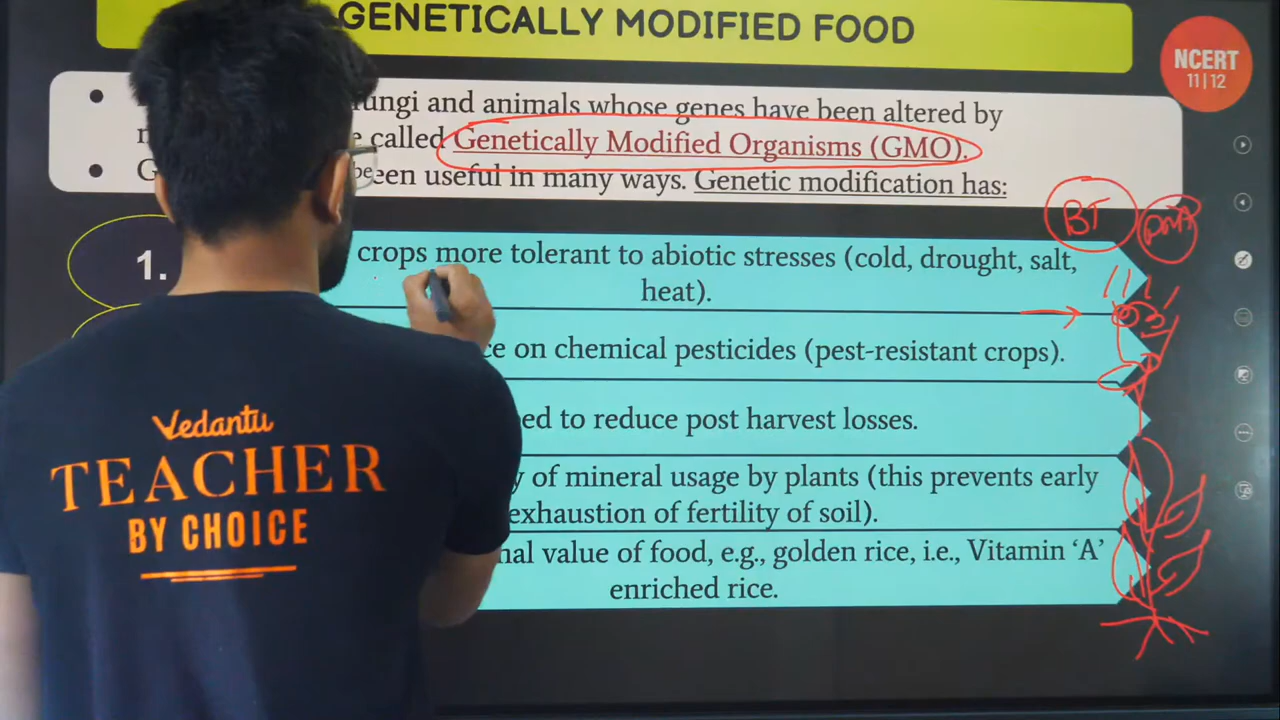 GENETICALLY MODIFIED FOOD
NCERT
11|12
fungi and animals whose genes have been altered by
called Genetically Modified Organisms (GMO).
been useful in many ways. Genetic modification has:
BT
DNA
1.
crops more tolerant to abiotic stresses (cold, drought, salt,
heat).
on chemical pesticides (pest-resistant crops).
to reduce post harvest losses.
of mineral usage by plants (this prevents early
exhaustion of fertility of soil).
value of food, e.g., golden rice, i.e., Vitamin ‘A’
enriched rice.
Vedantu
TEACHER
BY CHOICE